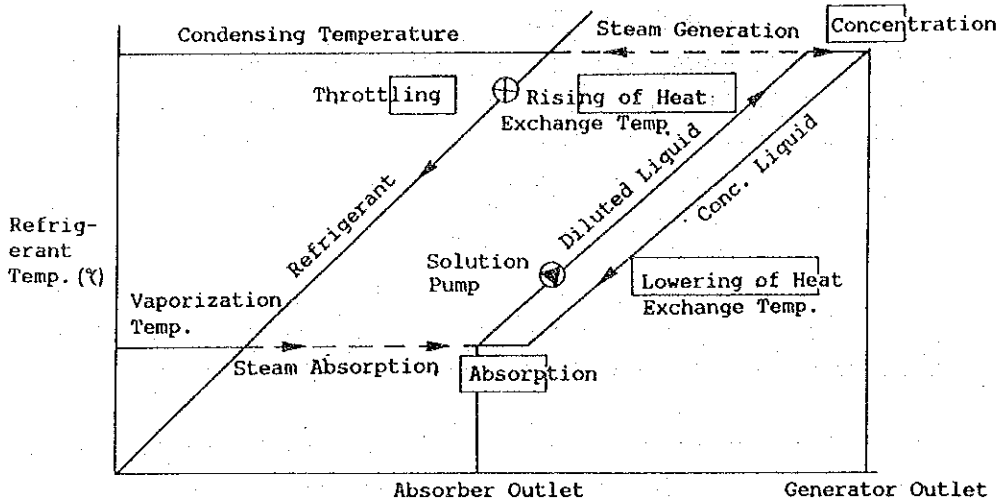 Condensing Temperature
Steam Generation
Concentration
Throttling
Rising of Heat
Exchange Temp.
Refrigerant
Diluted Liquid
Conc. Liquid
Refrig-
erant
Temp. (℃)
Solution
Pump
Lowering of Heat
Exchange Temp.
Vaporization
Temp.
Steam Absorption
Absorption
Absorber Outlet
Generator Outlet